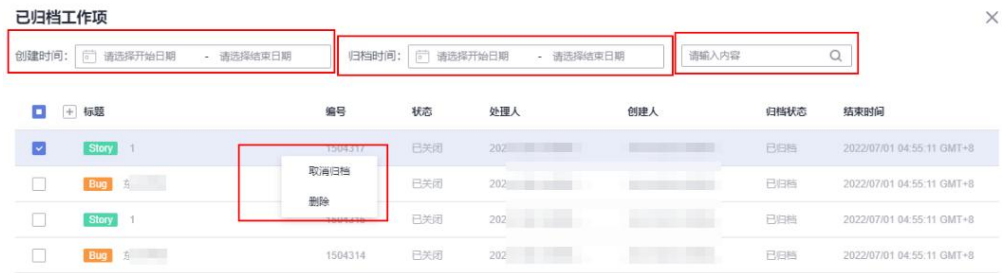 已归档工作项
创建时间： 请选择开始日期 - 请选择结束日期 归档时间： 请选择开始日期 - 请选择结束日期 请输入内容
标题 编号 状态 处理人 创建人 归档状态 结束时间
Story 1 1504317 已关闭 202 已归档 2022/07/01 04:55:11 GMT+8
取消归档
Bug 已关闭 202 已归档 2022/07/01 04:55:11 GMT+8
删除
Story 1 已关闭 202 已归档 2022/07/01 04:55:11 GMT+8
Bug 1504314 已关闭 202 已归档 2022/07/01 04:55:11 GMT+8